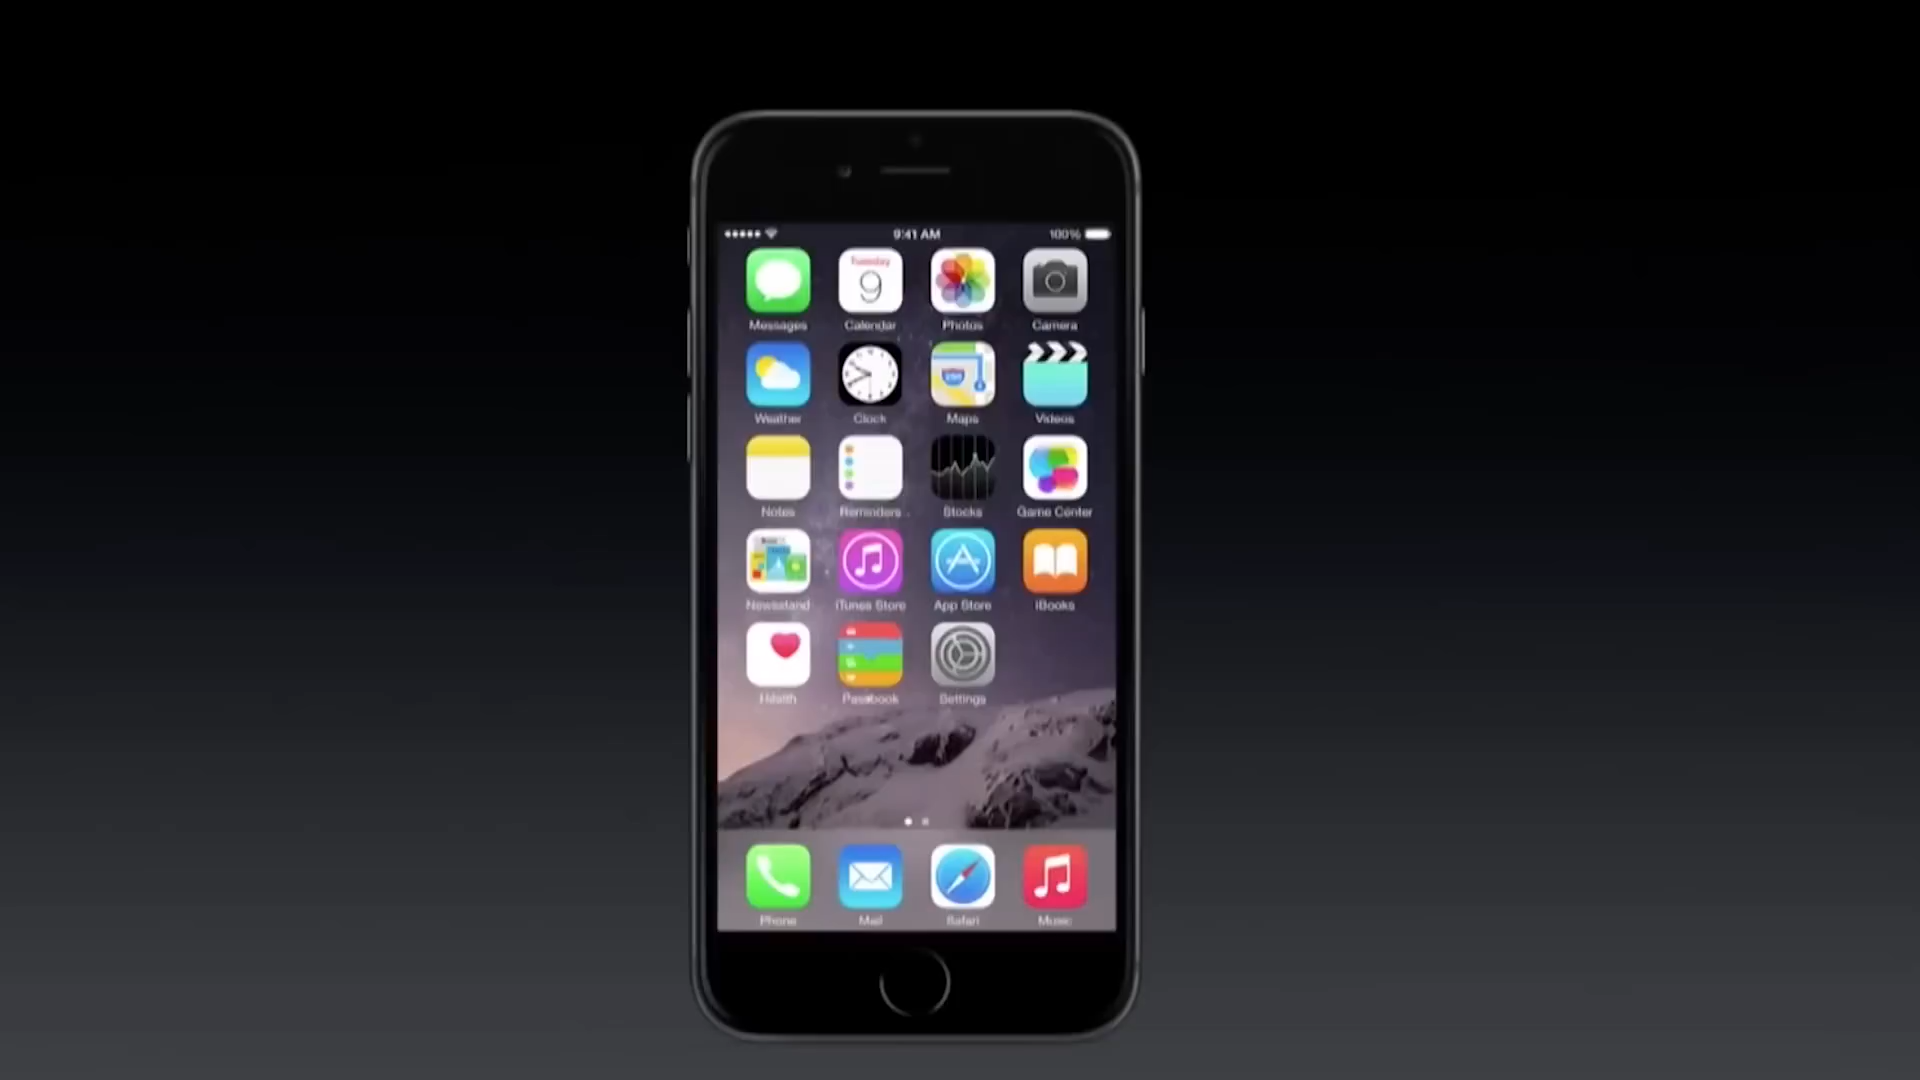 9:41 AM 100%
Tuesday
9
Messages Calendar Photos Camera
280
Weather Clock Maps Videos
Notes Reminders Stocks Game Center
Newsstand iTunes Store App Store iBooks
Health Passbook Settings
Phone Mail Safari Music